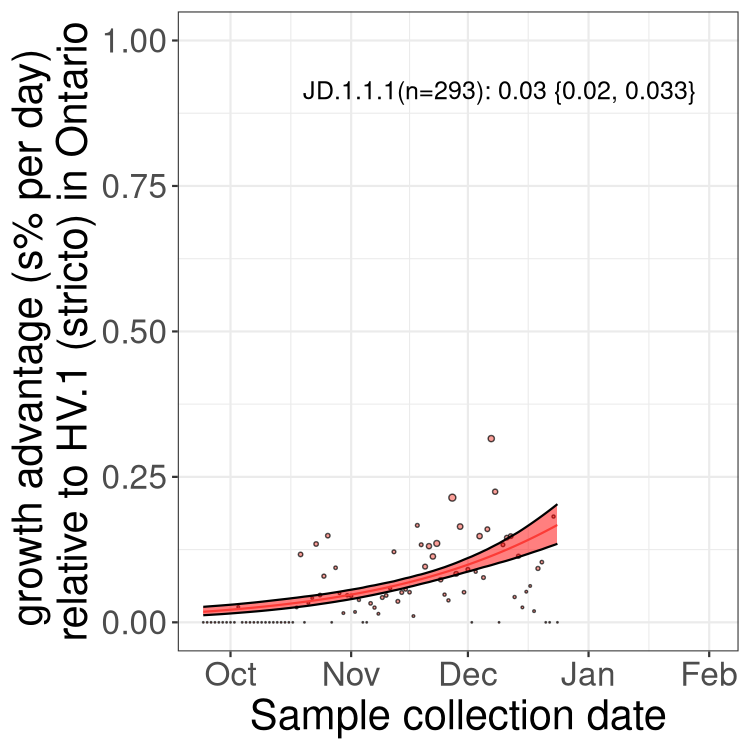 growth advantage (s% per day)
relative to HV.1 (stricto) in Ontario
1.00
0.75
0.50
0.25
0.00
JD.1.1.1(n=293): 0.03 {0.02, 0.033}
Oct Nov Dec Jan Feb
Sample collection date